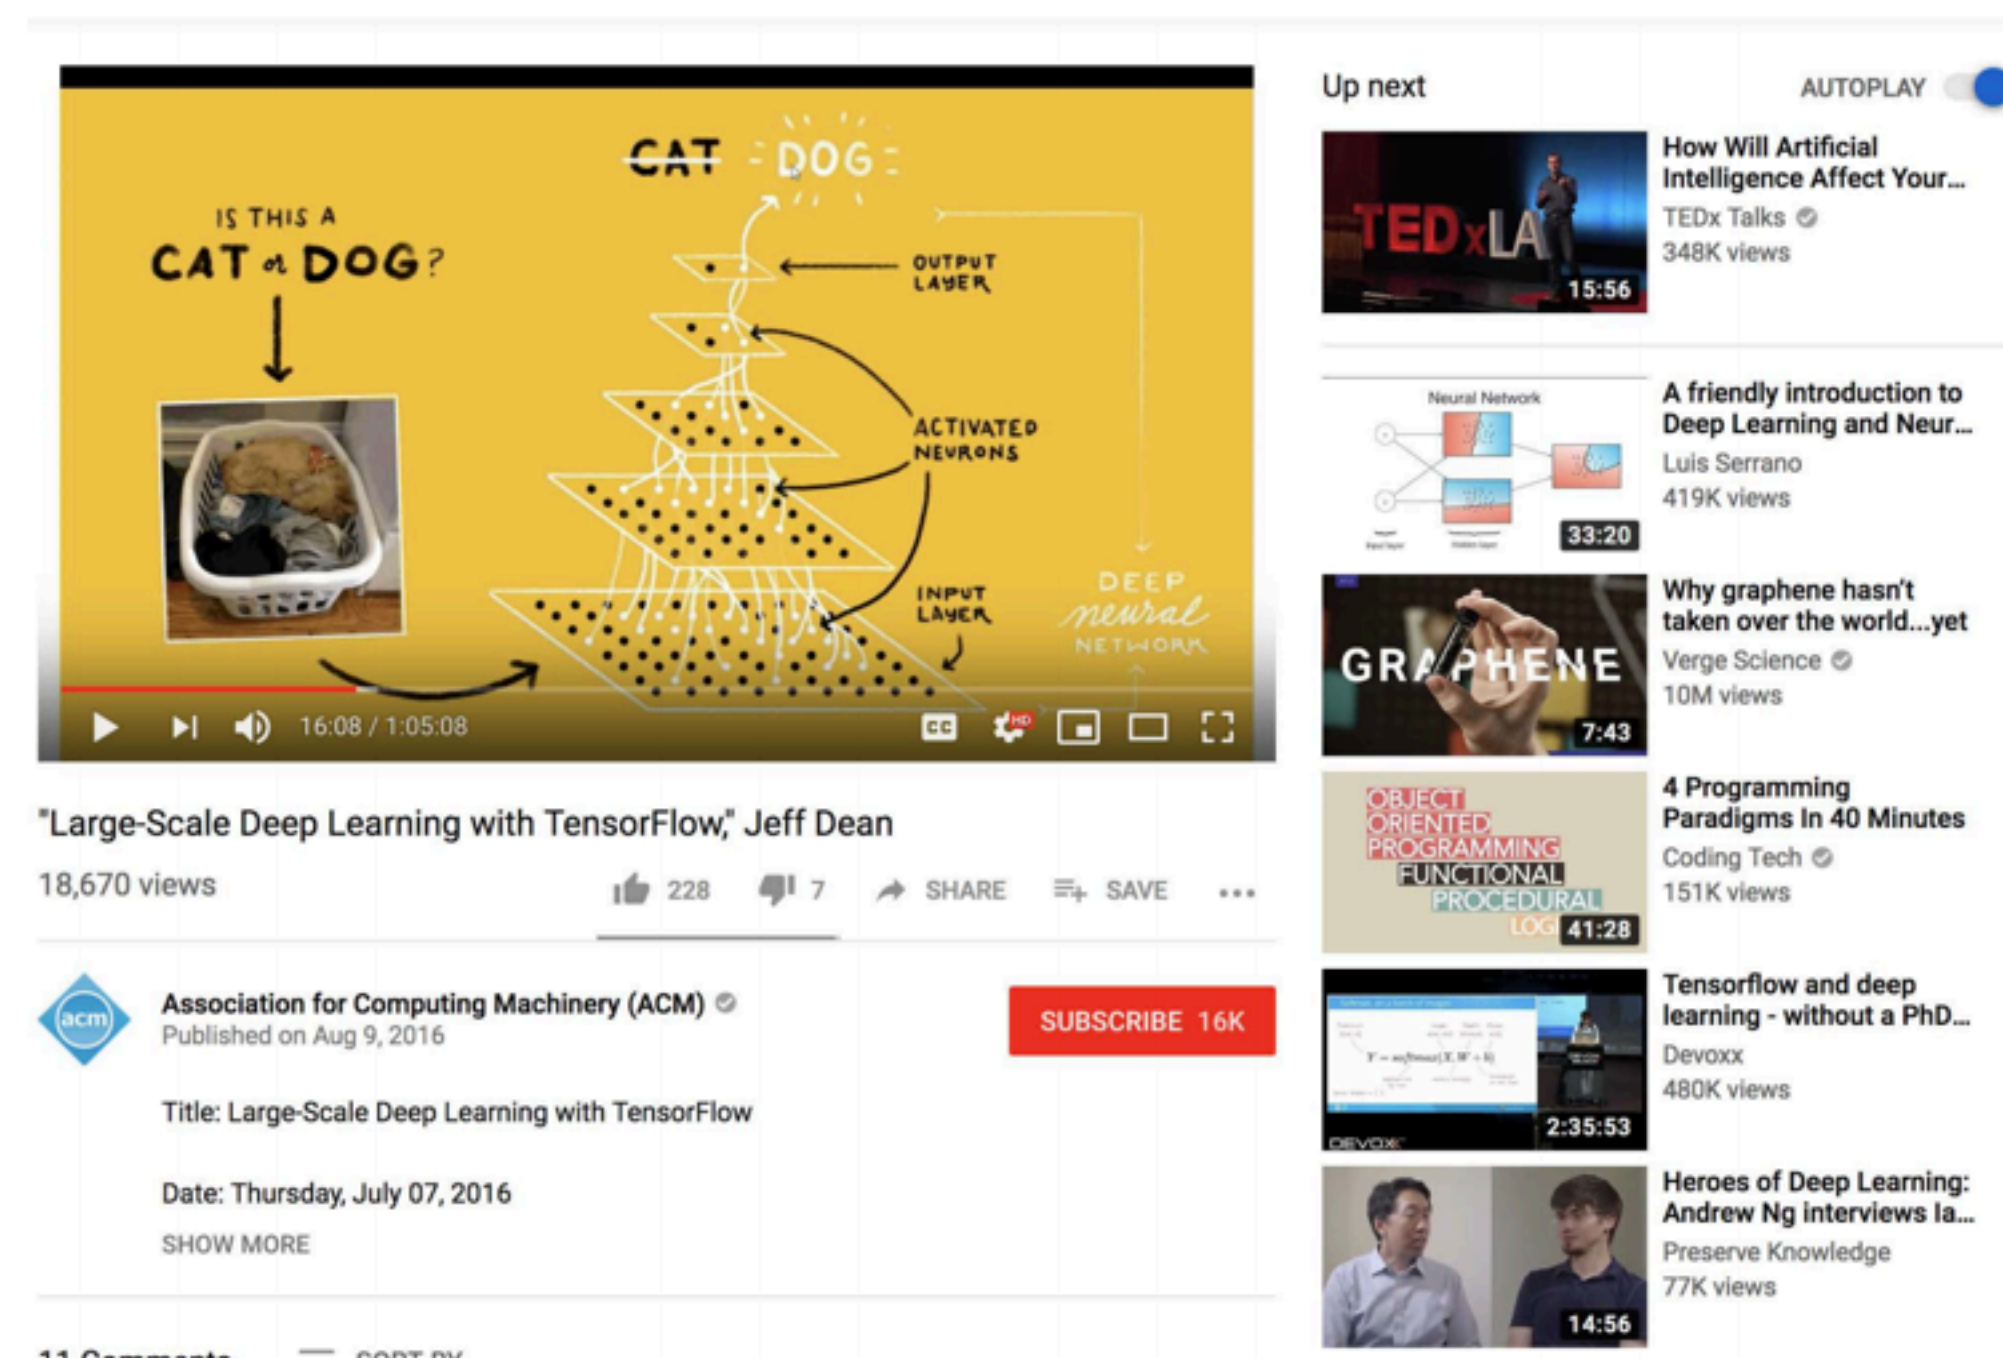 CAT DOG
IS THIS A
CAT or DOG?
OUTPUT
LAYER
ACTIVATED
NEURONS
INPUT
LAYER
DEEP
neural
NETWORK
16:08 / 1:05:08
CC
HD
"Large-Scale Deep Learning with TensorFlow," Jeff Dean
18,670 views
228
7
SHARE
SAVE
acm
Association for Computing Machinery (ACM)
Published on Aug 9, 2016
SUBSCRIBE 16K
Title: Large-Scale Deep Learning with TensorFlow
Date: Thursday, July 07, 2016
SHOW MORE
11 Comments
SORT BY
Up next
AUTOPLAY
TEDxLA
15:56
How Will Artificial
Intelligence Affect Your...
TEDx Talks
348K views
Neural Network
33:20
A friendly introduction to
Deep Learning and Neur...
Luis Serrano
419K views
GRAPHENE
7:43
Why graphene hasn't
taken over the world...yet
Verge Science
10M views
OBJECT
ORIENTED
PROGRAMMING
FUNCTIONAL
PROCEDURAL
LOGI
41:28
4 Programming
Paradigms In 40 Minutes
Coding Tech
151K views
Y = softmax(X.W + b)
DEVOXX
2:35:53
Tensorflow and deep
learning - without a PhD...
Devoxx
480K views
14:56
Heroes of Deep Learning:
Andrew Ng interviews Ia...
Preserve Knowledge
77K views